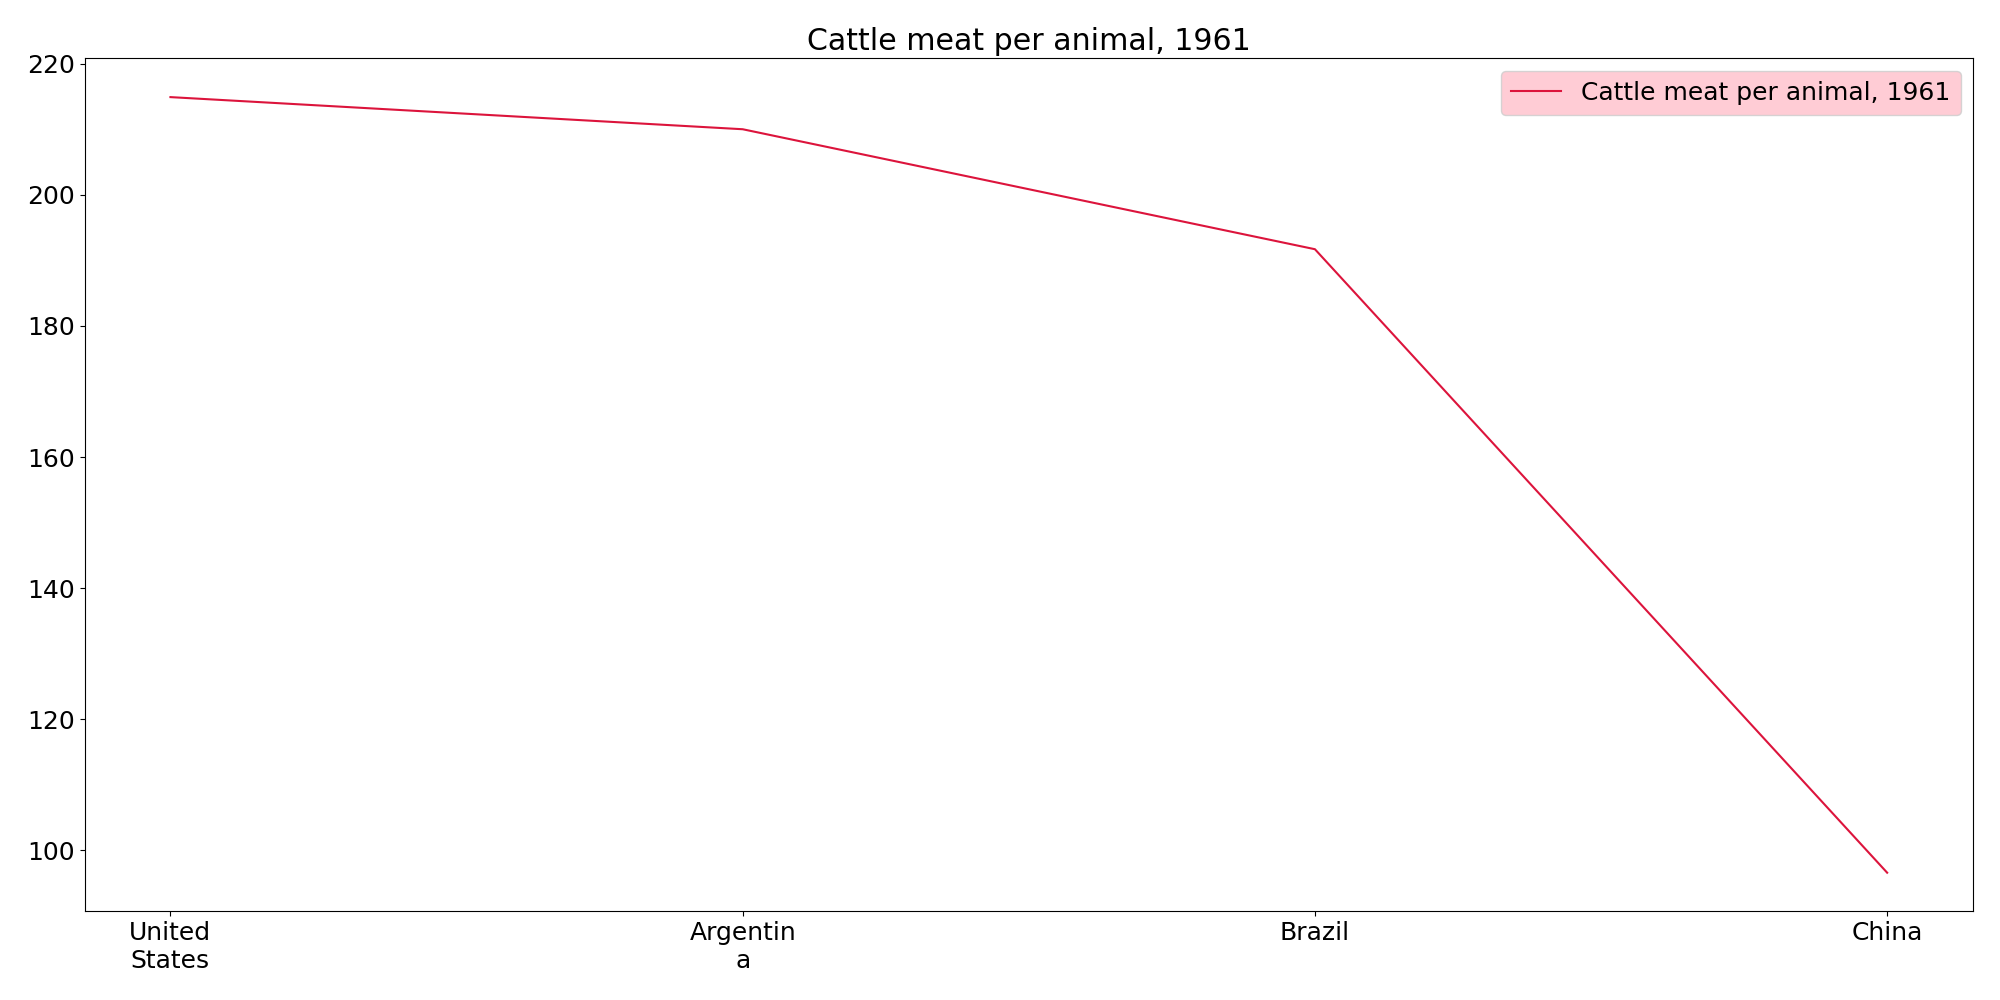 Cattle meat per animal, 1961
Cattle meat per animal, 1961
220
200
180
160
140
120
100
United
States
Argentin
a
Brazil
China